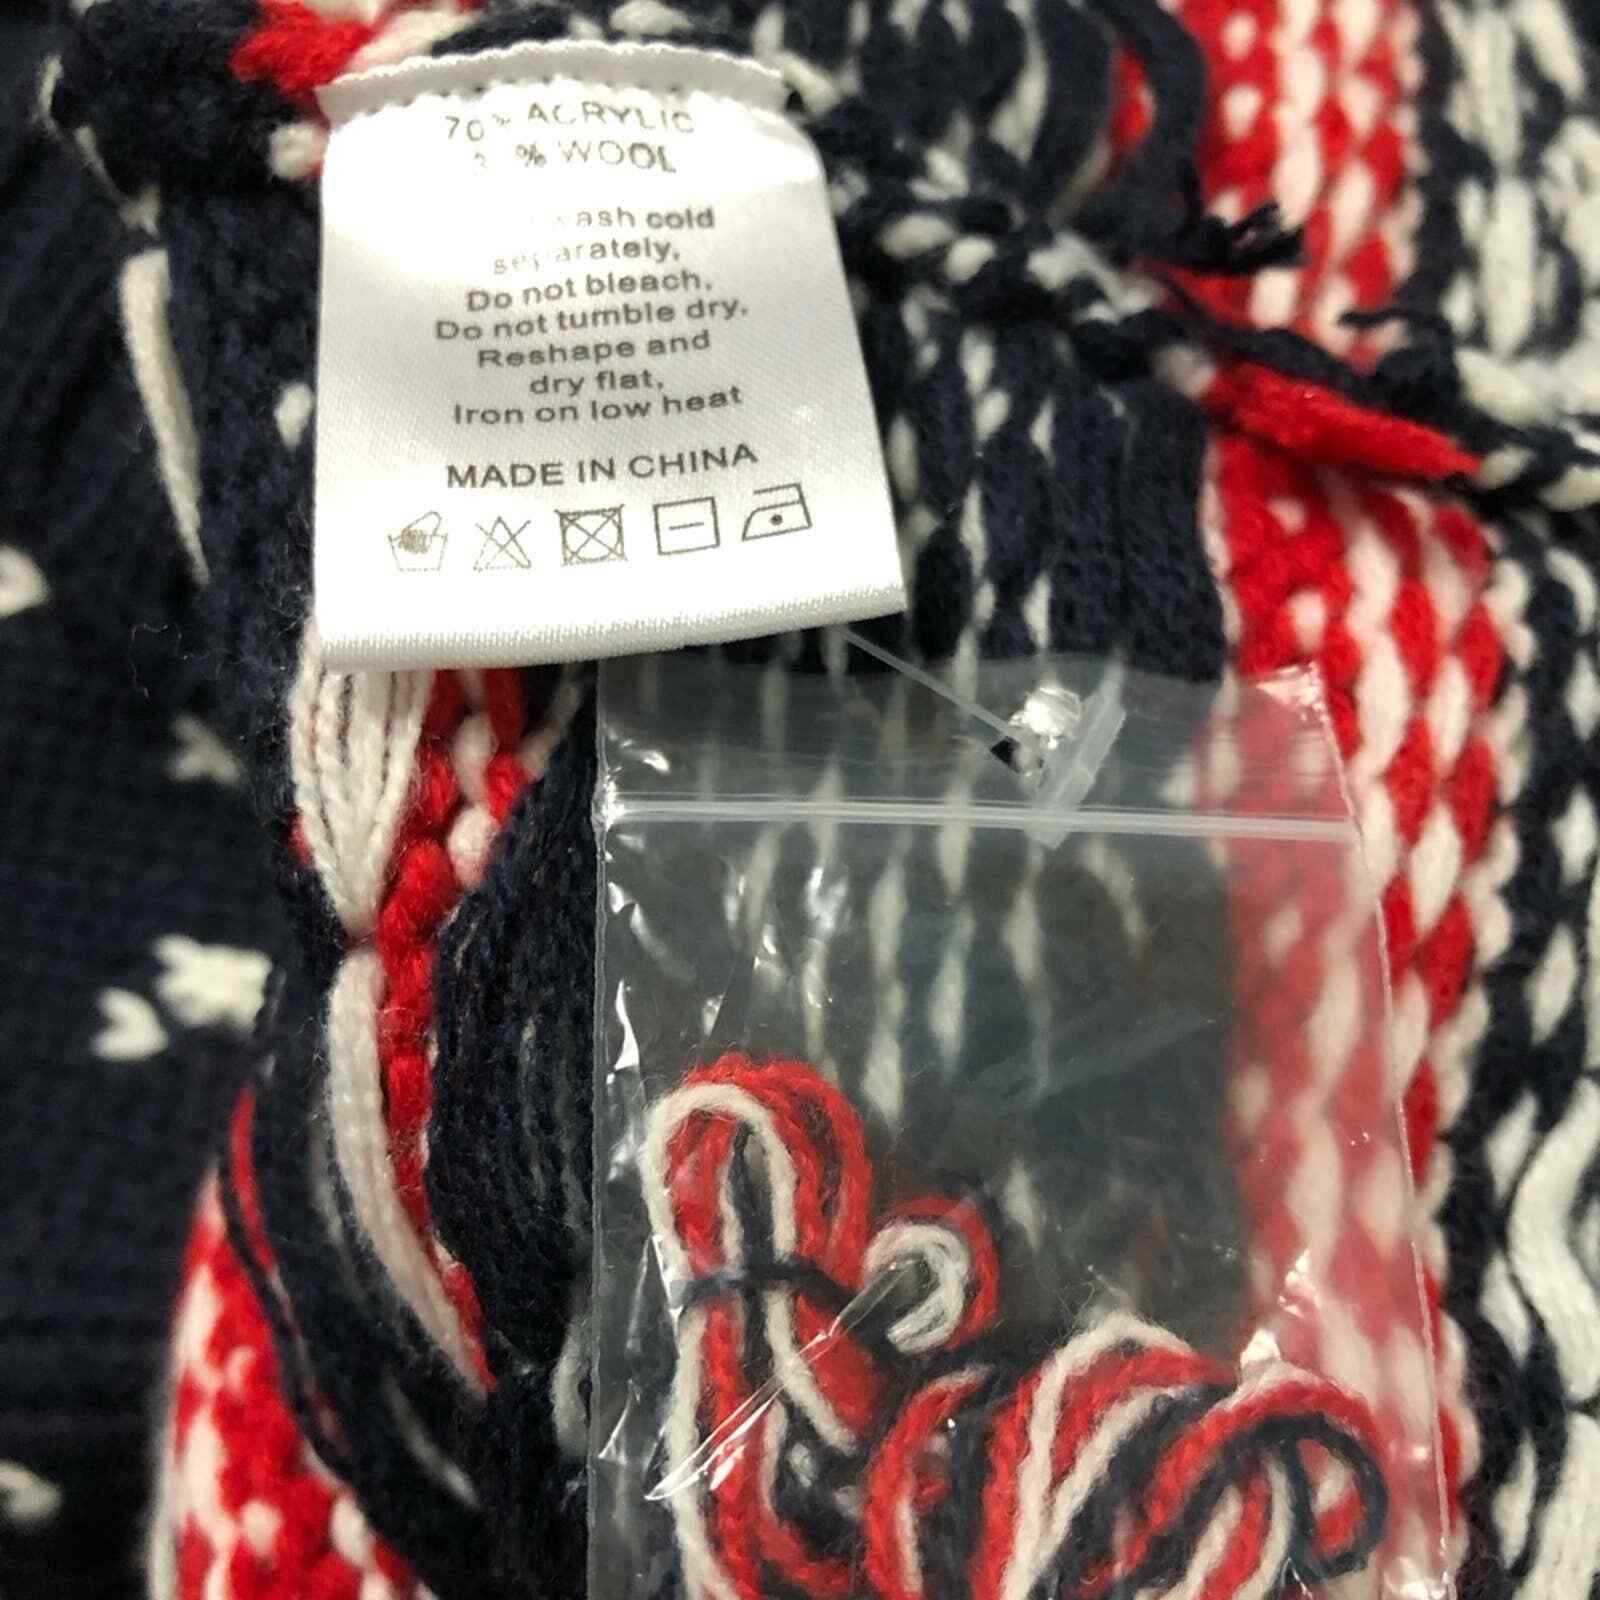 70% ACRYLIC
% WOOL
wash cold
separately,
Do not bleach,
Do not tumble dry,
Reshape and
dry flat,
Iron on low heat
MADE IN CHINA